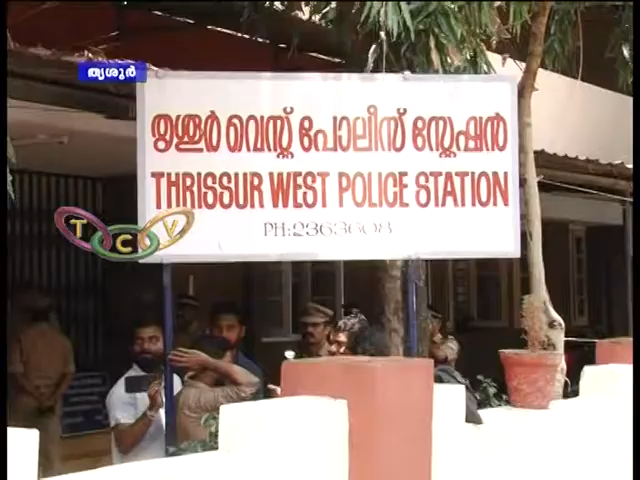 തൃശൂർ
തൃശൂർ വെസ്റ്റ് പോലീസ് സ്റ്റേഷൻ
THRISSUR WEST POLICE STATION
PH:2363608
TCV